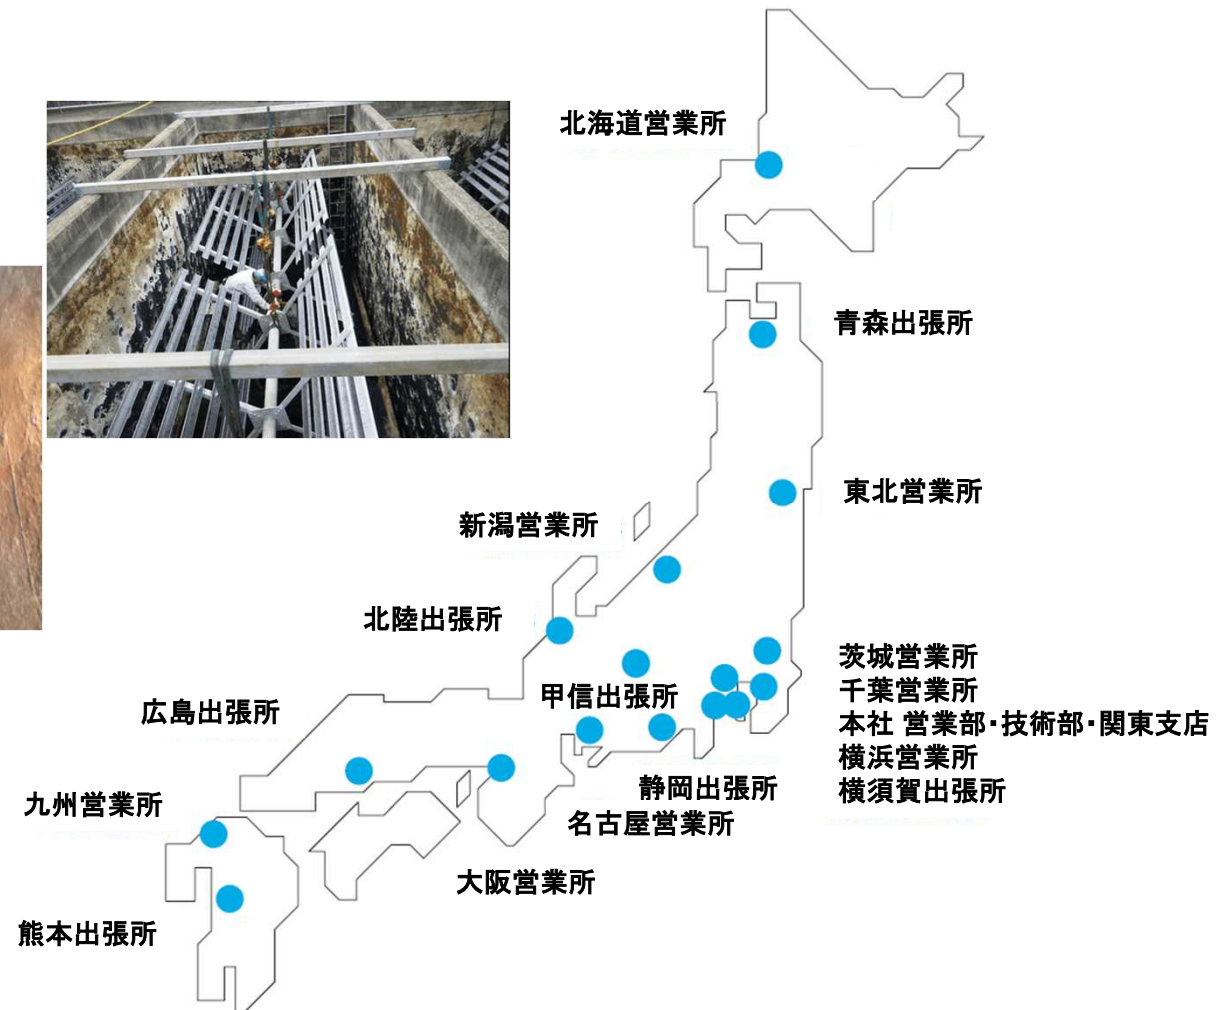 北海道営業所
青森出張所
東北営業所
新潟営業所
北陸出張所
茨城営業所
千葉営業所
本社 営業部・技術部・関東支店
横浜営業所
横須賀出張所
甲信出張所
広島出張所
静岡出張所
名古屋営業所
九州営業所
大阪営業所
熊本出張所